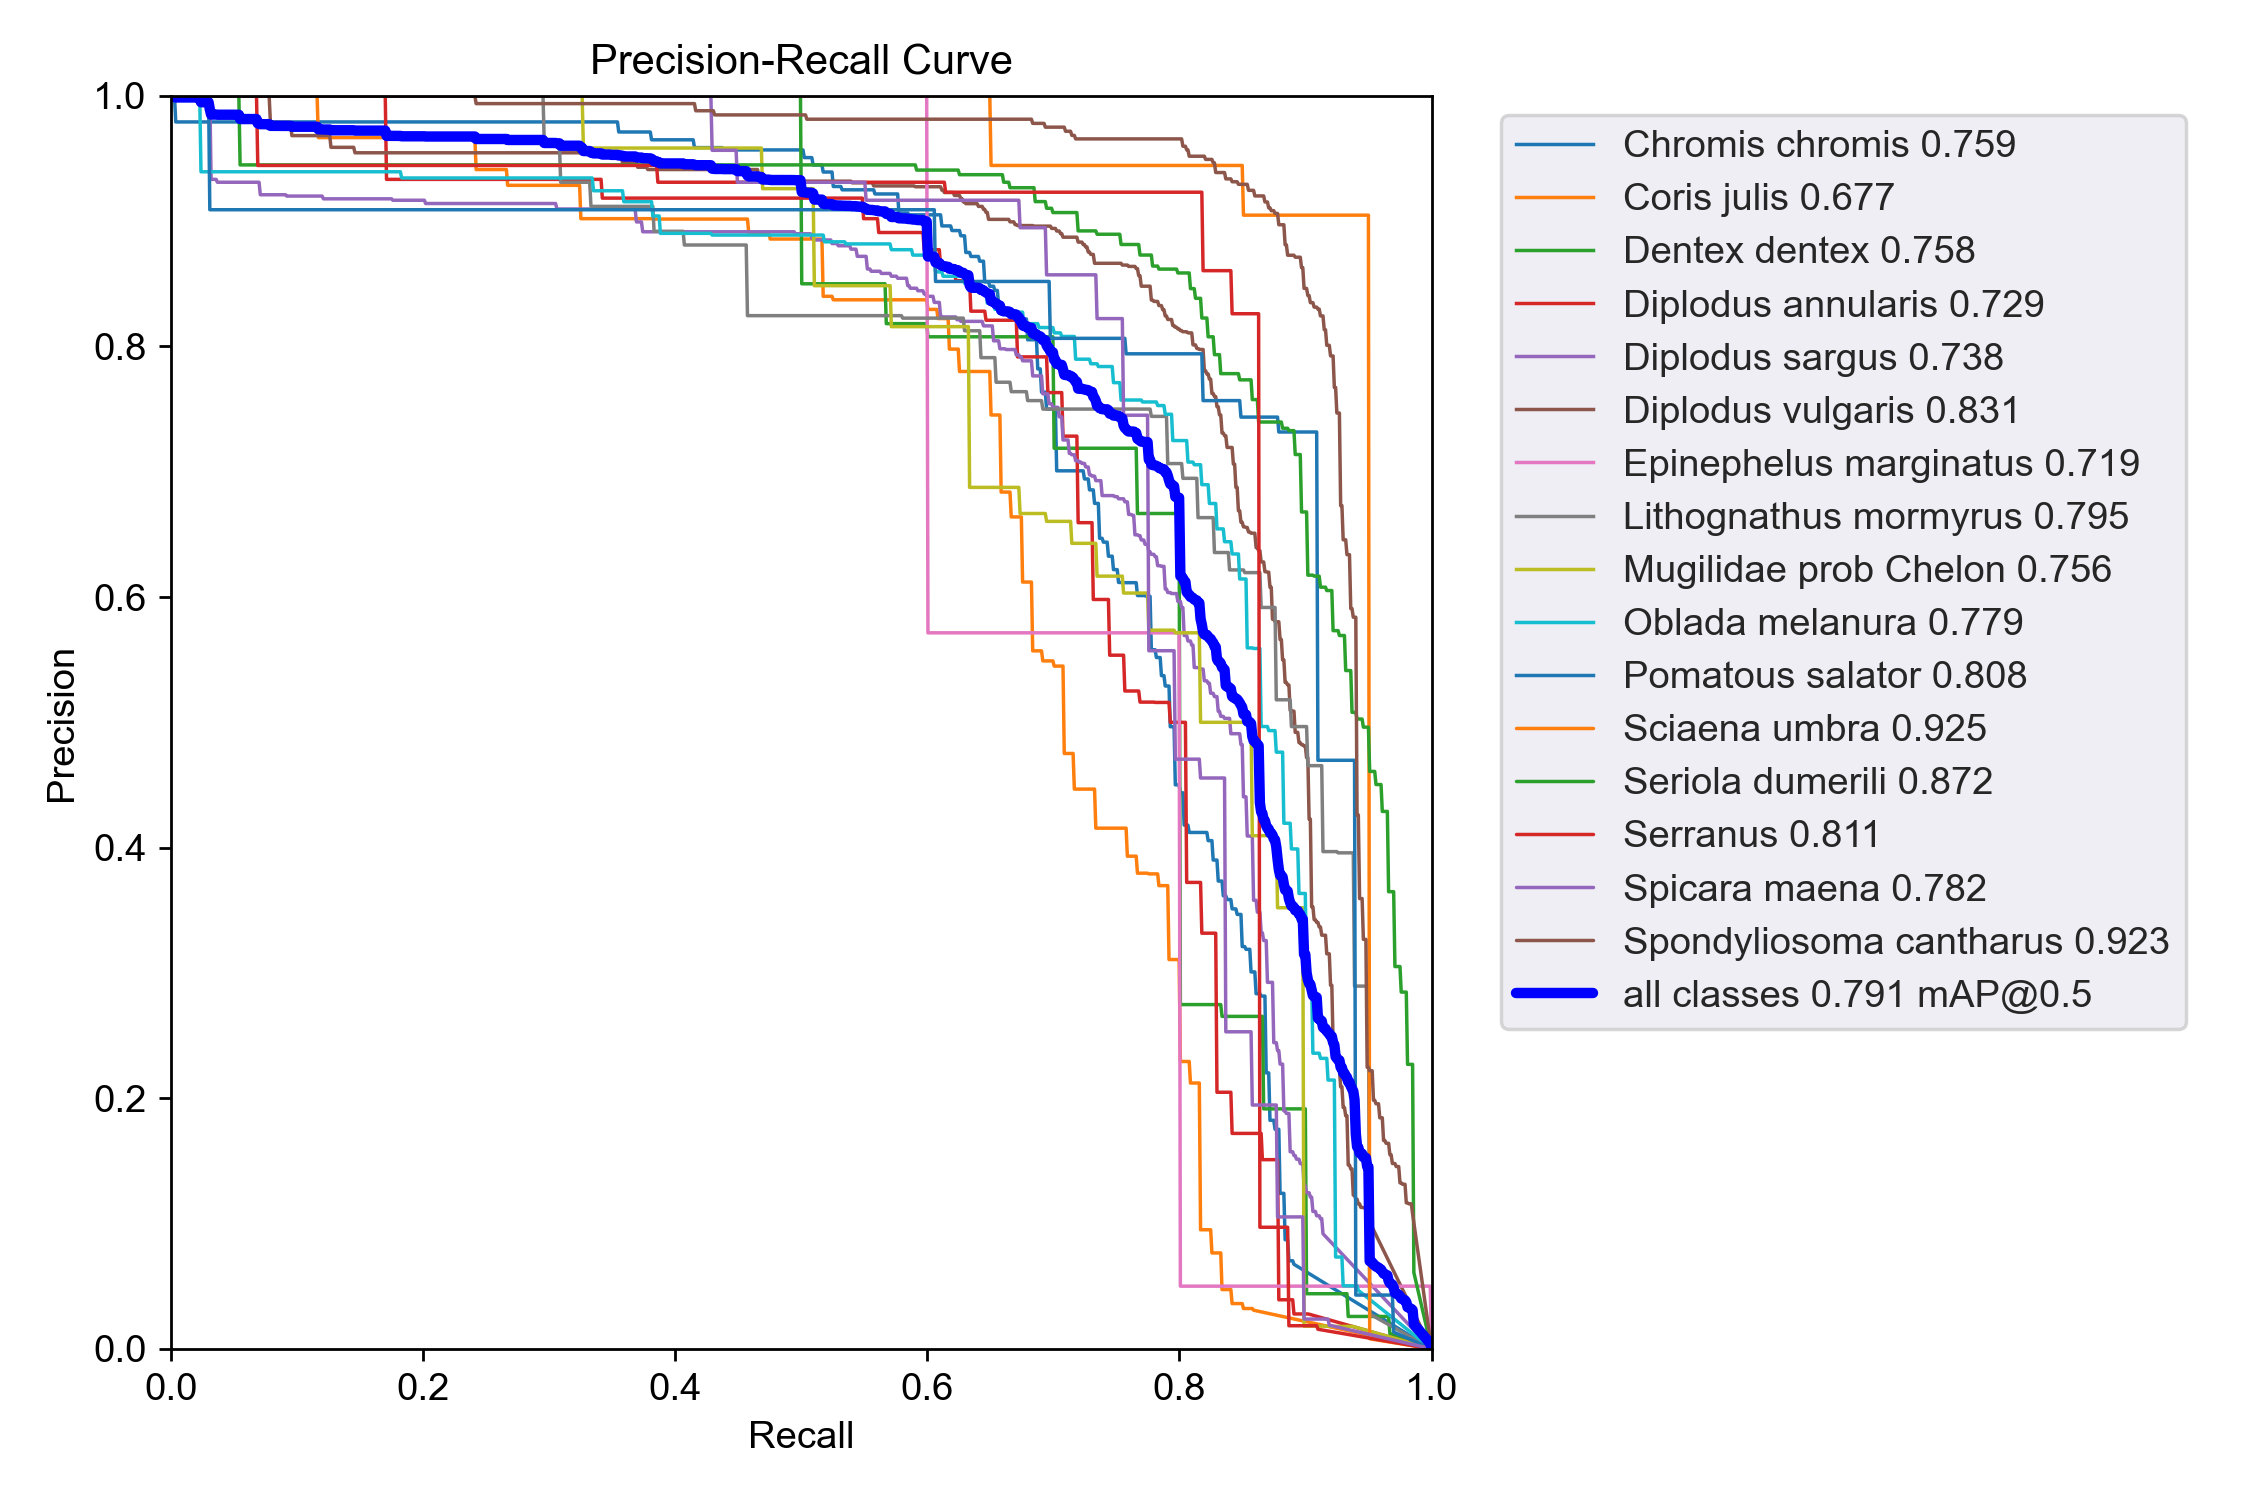 Precision-Recall Curve
1.0
0.8
0.6
0.4
0.2
0.0
Precision
0.0 0.2 0.4 0.6 0.8 1.0
Recall
Chromis chromis 0.759
Coris julis 0.677
Dentex dentex 0.758
Diplodus annularis 0.729
Diplodus sargus 0.738
Diplodus vulgaris 0.831
Epinephelus marginatus 0.719
Lithognathus mormyrus 0.795
Mugilidae prob Chelon 0.756
Oblada melanura 0.779
Pomatous salator 0.808
Sciaena umbra 0.925
Seriola dumerili 0.872
Serranus 0.811
Spicara maena 0.782
Spondyliosoma cantharus 0.923
all classes 0.791 mAP@0.5